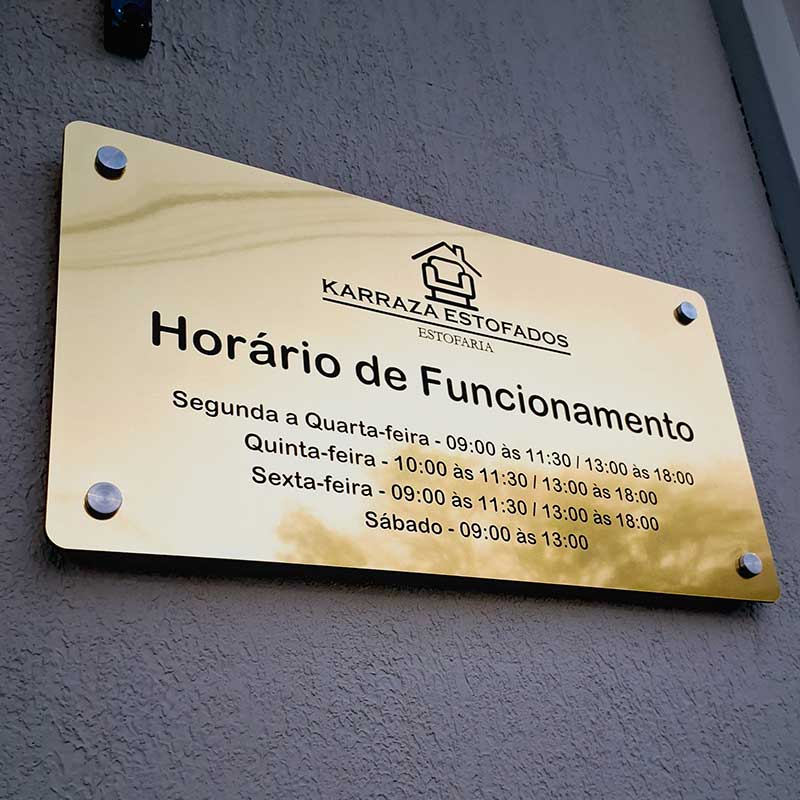 KARRAZA ESTOFADOS
ESTOFARIA
Horário de Funcionamento
Segunda a Quarta-feira - 09:00 às 11:30 / 13:00 às 18:00
Quinta-feira - 10:00 às 11:30 / 13:00 às 18:00
Sexta-feira - 09:00 às 11:30 / 13:00 às 18:00
Sábado - 09:00 às 13:00